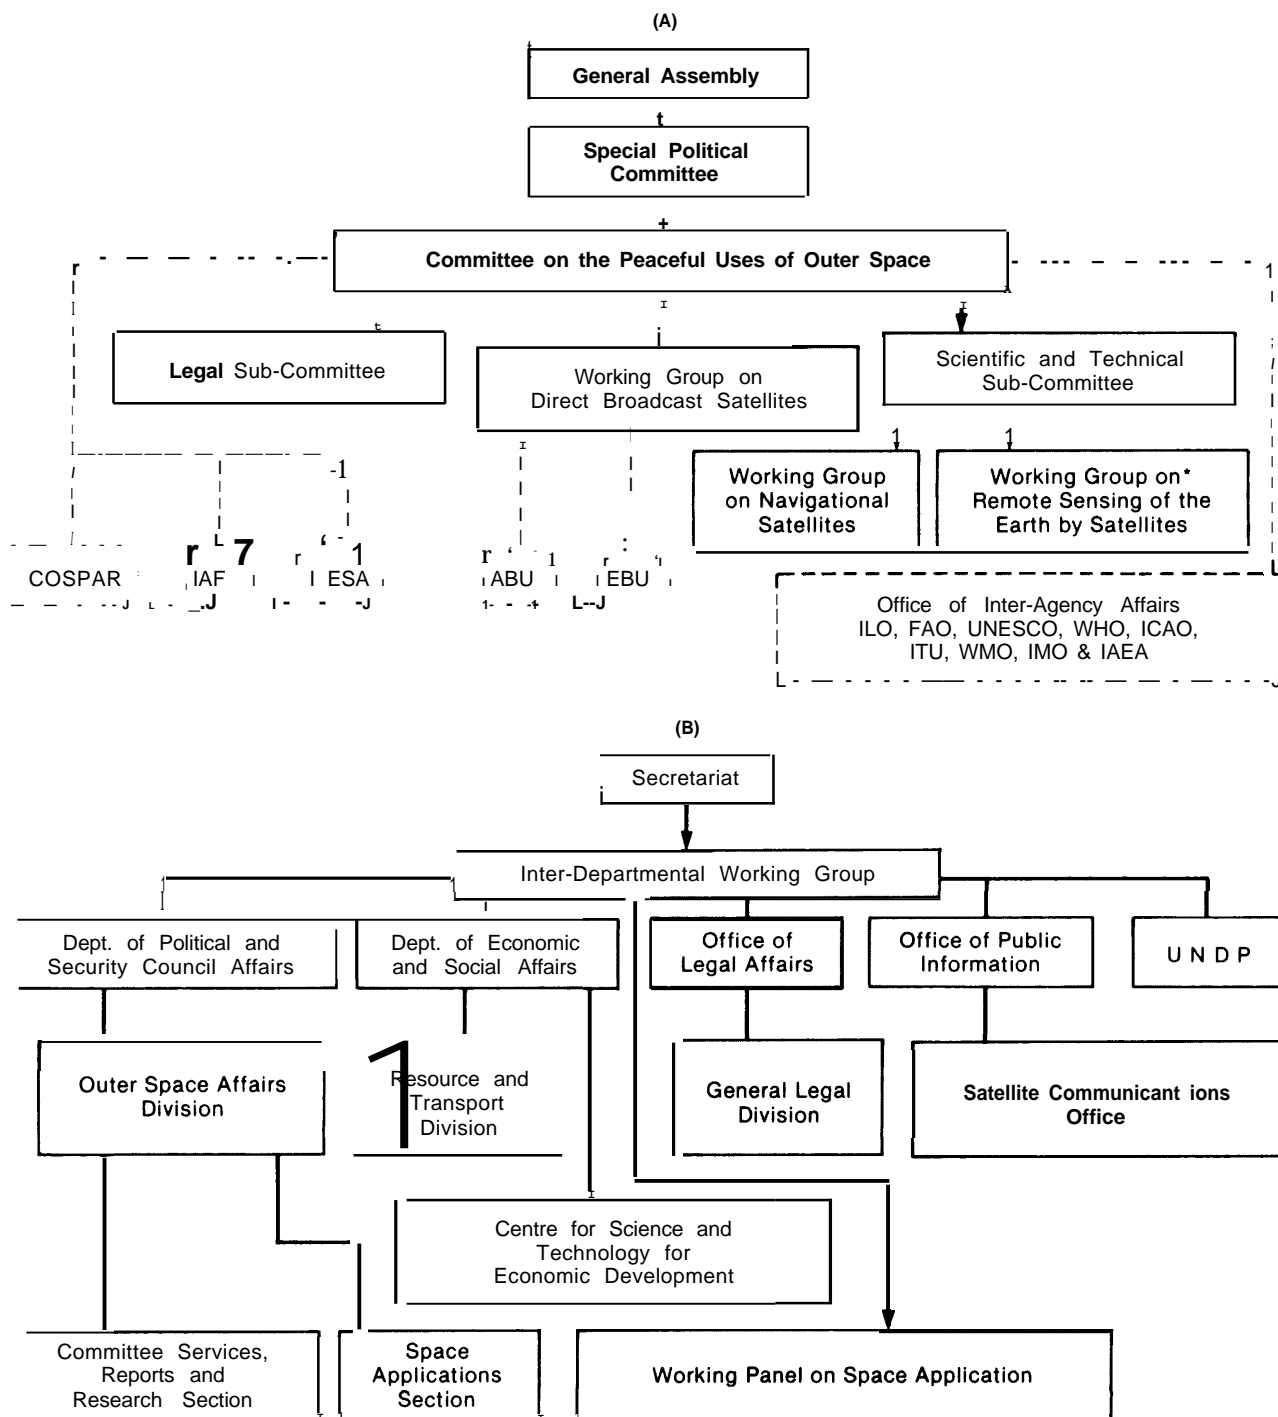 (A)
General Assembly
Special Political
Committee
Committee on the Peaceful Uses of Outer Space
Legal Sub-Committee
Working Group on
Direct Broadcast Satellites
Scientific and Technical
Sub-Committee
Working Group
on Navigational
Satellites
Working Group on*
Remote Sensing of the
Earth by Satellites
COSPAR
IAF
ESA
ABU
EBU
Office of Inter-Agency Affairs
ILO, FAO, UNESCO, WHO, ICAO,
ITU, WMO, IMO & IAEA
(B)
Secretariat
Inter-Departmental Working Group
Dept. of Political and
Security Council Affairs
Dept. of Economic
and Social Affairs
Office of
Legal Affairs
Office of Public
Information
UNDP
Outer Space Affairs
Division
Resource and
Transport
Division
General Legal
Division
Satellite Communicant ions
Office
Centre for Science and
Technology for
Economic Development
Committee Services,
Reports and
Research Section
Space
Applications
Section
Working Panel on Space Application